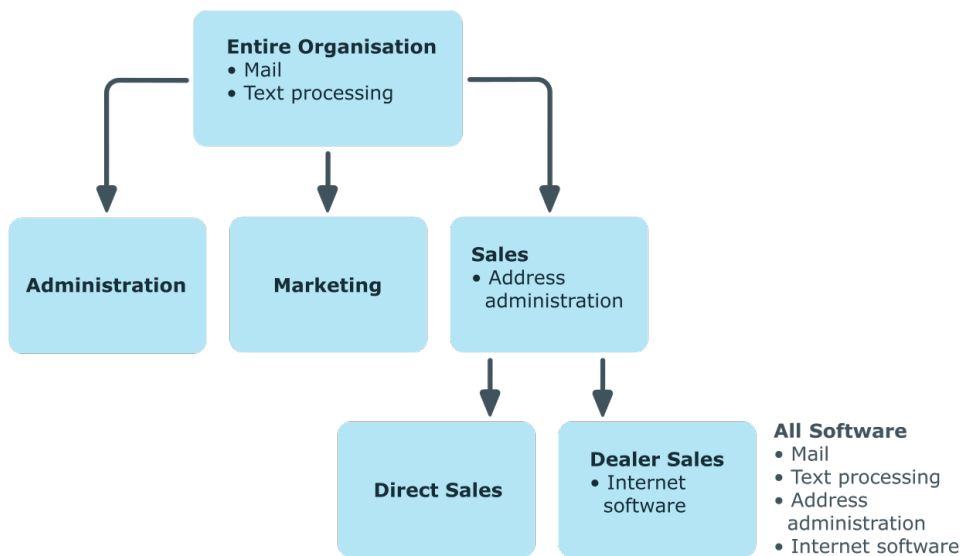 Entire Organisation
• Mail
• Text processing
Administration
Marketing
Sales
• Address
administration
Direct Sales
Dealer Sales
• Internet
software
All Software
• Mail
• Text processing
• Address
administration
• Internet software